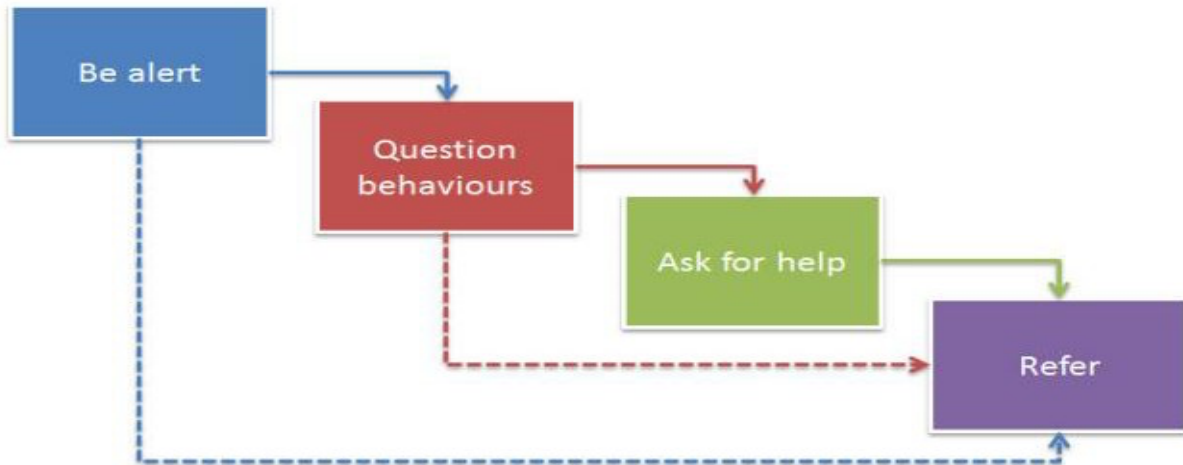 Be alert
Question
behaviours
Ask for help
Refer